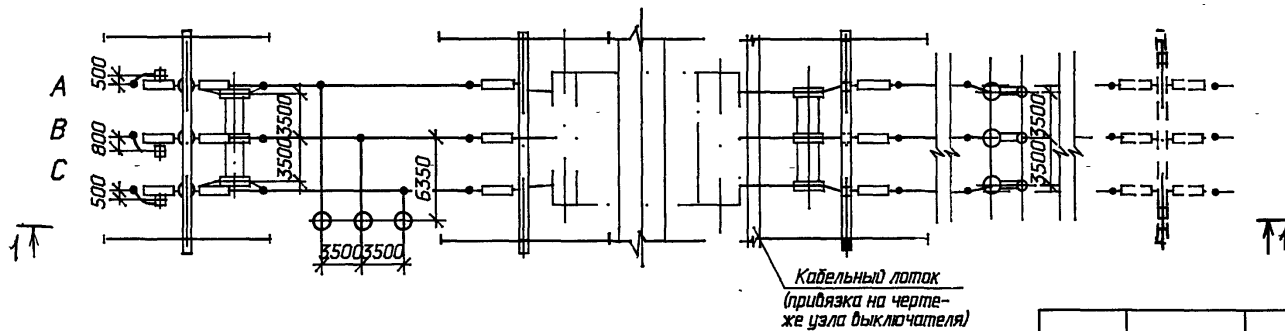 А
В
С
500
800
500
3500 3500
6350
3500 3500
3500 3500
1
1
Кабельный лоток
(привязка на черте-
же узла выключателя)